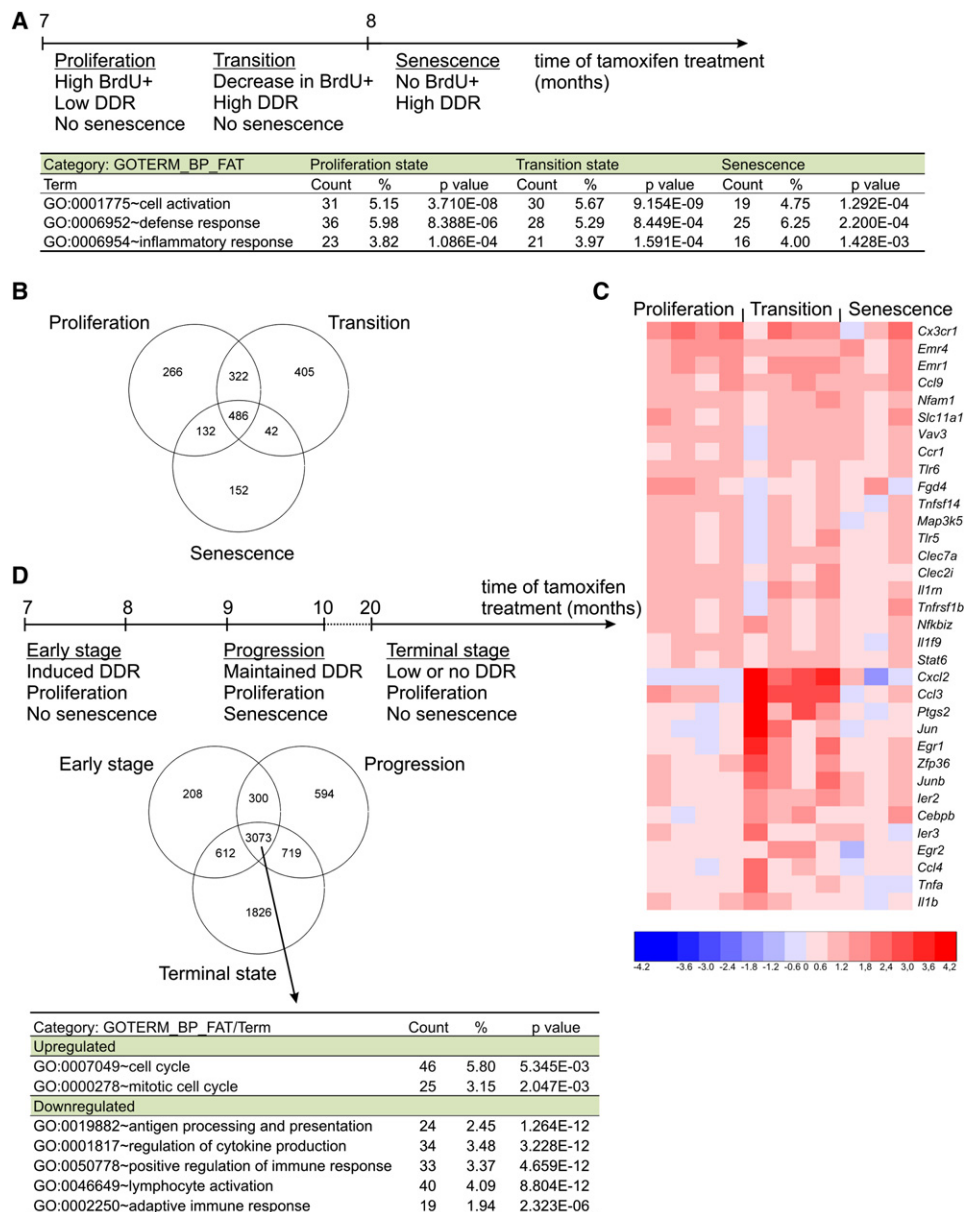 A
7 8
Proliferation Transition Senescence time of tamoxifen treatment
High BrdU+ Decrease in BrdU+ No BrdU+ (months)
Low DDR High DDR High DDR
No senescence No senescence
Category: GOTERM_BP_FAT Proliferation state Transition state Senescence
Term Count % p value Count % p value Count % p value
GO:0001775~cell activation 31 5.15 3.710E-08 30 5.67 9.154E-09 19 4.75 1.292E-04
GO:0006952~defense response 36 5.98 8.388E-06 28 5.29 8.449E-04 25 6.25 2.200E-04
GO:0006954~inflammatory response 23 3.82 1.086E-04 21 3.97 1.591E-04 16 4.00 1.428E-03
B
Proliferation Transition
266 322 405
486
132 42
152
Senescence
C
Proliferation Transition Senescence
Cx3cr1
Emr4
Emr1
Ccl9
Nfam1
Slc11a1
Vav3
Ccr1
Tlr6
Fgd4
Tnfsf14
Map3k5
Tlr5
Clec7a
Clec2i
Il1rn
Tnfrsf1b
Nfkbiz
Il1f9
Stat6
Cxcl2
Ccl3
Ptgs2
Jun
Egr1
Zfp36
Junb
Ier2
Cebpb
Ier3
Egr2
Ccl4
Tnfa
Il1b
-4.2 -3.6 -3.0 -2.4 -1.8 -1.2 -0.6 0 0.6 1.2 1,8 2,4 3,0 3,6 4,2
D
time of tamoxifen
treatment (months)
7 8 9 10 20
Early stage Progression Terminal stage
Induced DDR Maintained DDR Low or no DDR
Proliferation Proliferation Proliferation
No senescence Senescence No senescence
Early stage Progression
208 300 594
3073
612 719
1826
Terminal state
Category: GOTERM_BP_FAT/Term Count % p value
Upregulated
GO:0007049~cell cycle 46 5.80 5.345E-03
GO:0000278~mitotic cell cycle 25 3.15 2.047E-03
Downregulated
GO:0019882~antigen processing and presentation 24 2.45 1.264E-12
GO:0001817~regulation of cytokine production 34 3.48 3.228E-12
GO:0050778~positive regulation of immune response 33 3.37 4.659E-12
GO:0046649~lymphocyte activation 40 4.09 8.804E-12
GO:0002250~adaptive immune response 19 1.94 2.323E-06